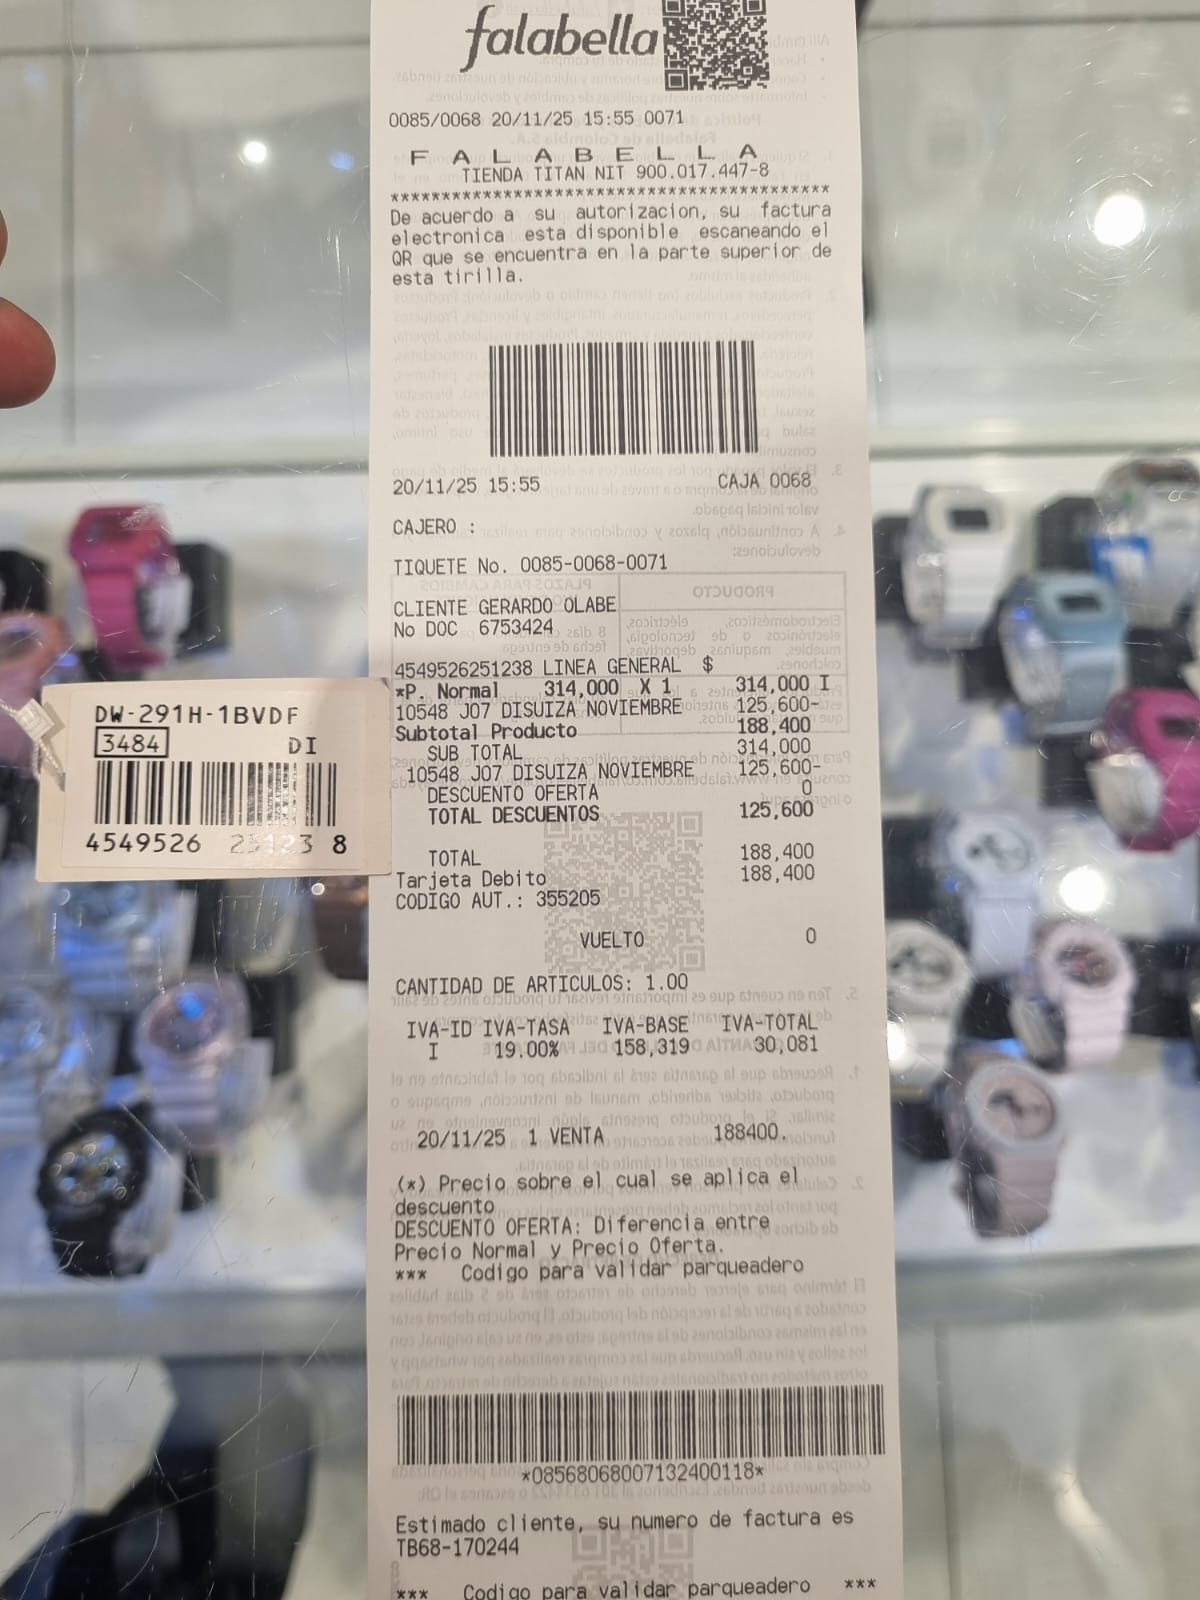 falabella
0085/0068 20/11/25 15:55 0071
F A L A B E L L A
TIENDA TITAN NIT 900.017.447-8
******************************************
De acuerdo a su autorizacion, su factura
electronica esta disponible escaneando el
QR que se encuentra en la parte superior de
esta tirilla.
20/11/25 15:55 CAJA 0068
CAJERO :
TIQUETE No. 0085-0068-0071
CLIENTE GERARDO OLABE
No DOC 6753424
4549526251238 LINEA GENERAL $
*P. Normal 314,000 X 1 314,000 I
10548 J07 DISUIZA NOVIEMBRE 125,600-
Subtotal Producto 188,400
SUB TOTAL 314,000
10548 J07 DISUIZA NOVIEMBRE 125,600-
DESCUENTO OFERTA 0
TOTAL DESCUENTOS 125,600
TOTAL 188,400
Tarjeta Debito 188,400
CODIGO AUT.: 355205
VUELTO 0
CANTIDAD DE ARTICULOS: 1.00
IVA-ID IVA-TASA IVA-BASE IVA-TOTAL
I 19.00% 158,319 30,081
20/11/25 1 VENTA 188400.
(*) Precio sobre el cual se aplica el
descuento
DESCUENTO OFERTA: Diferencia entre
Precio Normal y Precio Oferta.
*** Codigo para validar parqueadero
*08568068007132400118*
Estimado cliente, su numero de factura es
TB68-170244
*** Codigo para validar parqueadero ***
DW-291H-1BVDF
3484 DI
4549526 25123 8